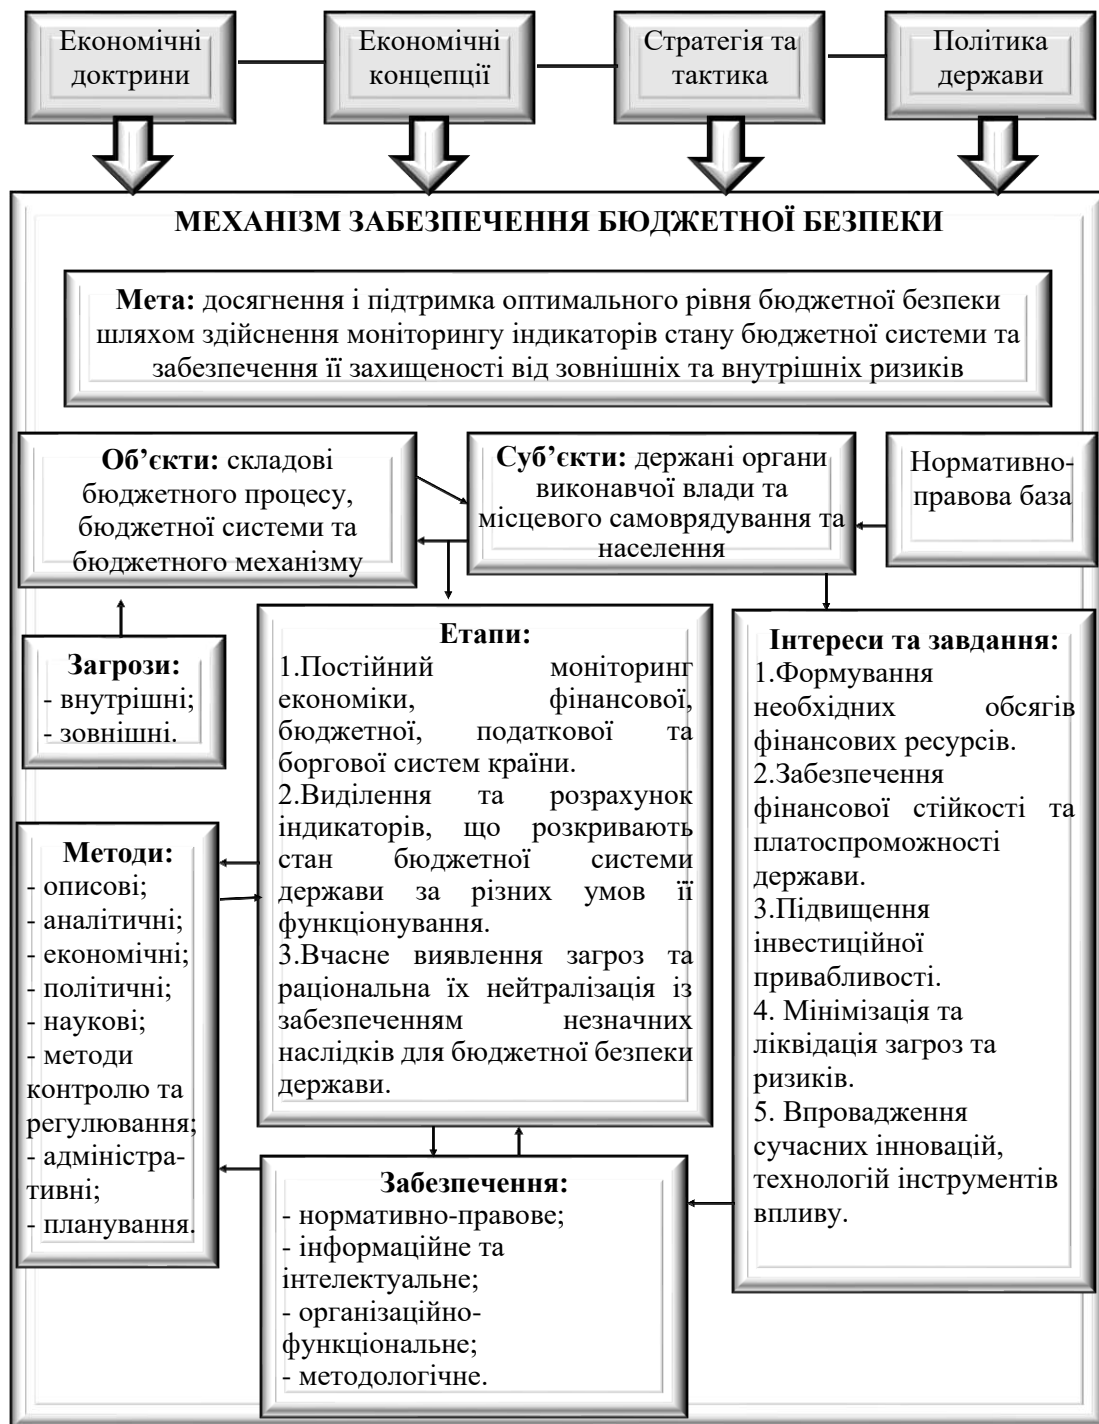 Економічні
доктрини
Економічні
концепції
Стратегія та
тактика
Політика
держави
МЕХАНІЗМ ЗАБЕЗПЕЧЕННЯ БЮДЖЕТНОЇ БЕЗПЕКИ
Мета: досягнення і підтримка оптимального рівня бюджетної безпеки
шляхом здійснення моніторингу індикаторів стану бюджетної системи та
забезпечення її захищеності від зовнішніх та внутрішніх ризиків
Об’єкти: складові
бюджетного процесу,
бюджетної системи та
бюджетного механізму
Суб’єкти: держані органи
виконавчої влади та
місцевого самоврядування та
населення
Нормативно-
правова база
Загрози:
- внутрішні;
- зовнішні.
Етапи:
1.Постійний моніторинг
економіки, фінансової,
бюджетної, податкової та
боргової систем країни.
2.Виділення та розрахунок
індикаторів, що розкривають
стан бюджетної системи
держави за різних умов її
функціонування.
3.Вчасне виявлення загроз та
раціональна їх нейтралізація із
забезпеченням незначних
наслідків для бюджетної безпеки
держави.
Інтереси та завдання:
1.Формування
необхідних обсягів
фінансових ресурсів.
2.Забезпечення
фінансової стійкості та
платоспроможності
держави.
3.Підвищення
інвестиційної
привабливості.
4. Мінімізація та
ліквідація загроз та
ризиків.
5. Впровадження
сучасних інновацій,
технологій інструментів
впливу.
Методи:
- описові;
- аналітичні;
- економічні;
- політичні;
- наукові;
- методи
контролю та
регулювання;
- адміністра-
тивні;
- планування.
Забезпечення:
- нормативно-правове;
- інформаційне та
інтелектуальне;
- організаційно-
функціональне;
- методологічне.